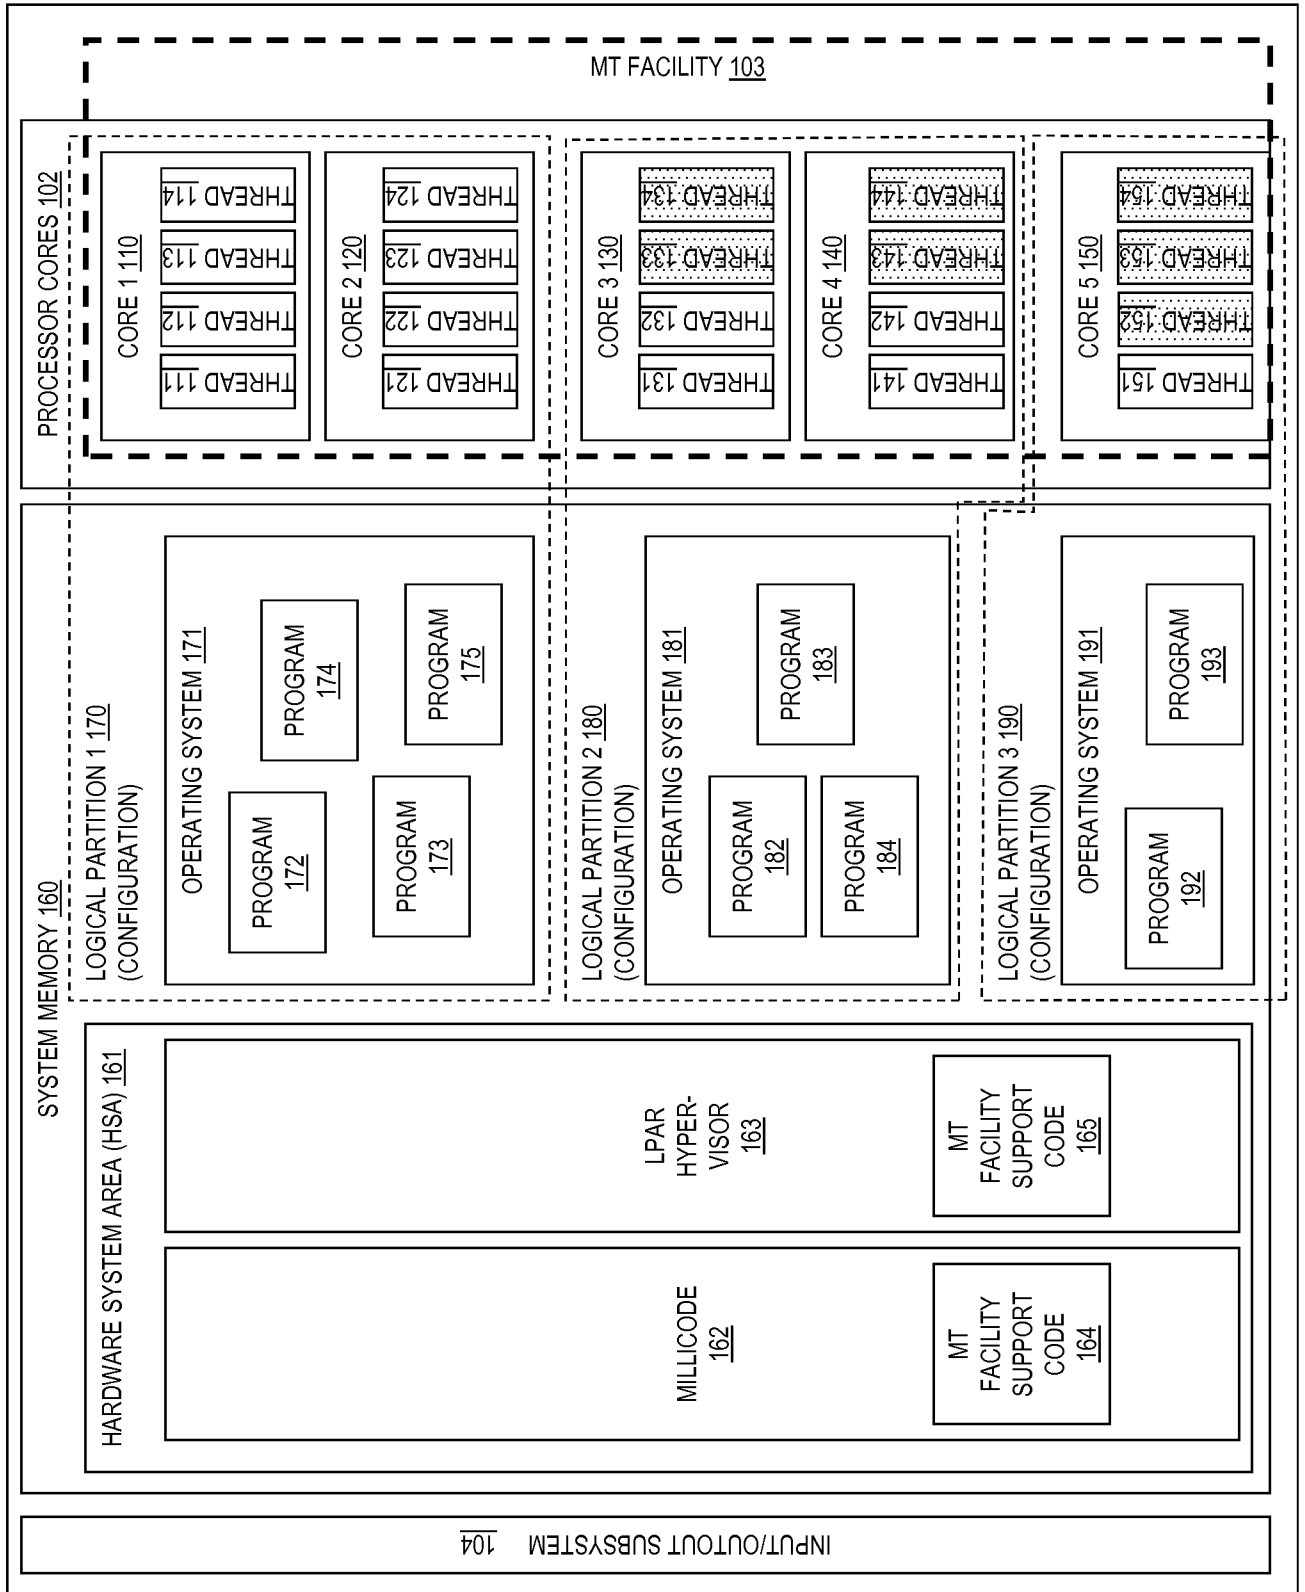 MT FACILITY 103
PROCESSOR CORES 102
CORE 1 110
THREAD 111
THREAD 112
THREAD 113
THREAD 114
CORE 2 120
THREAD 121
THREAD 122
THREAD 123
THREAD 124
CORE 3 130
THREAD 131
THREAD 132
THREAD 133
THREAD 134
CORE 4 140
THREAD 141
THREAD 142
THREAD 143
THREAD 144
CORE 5 150
THREAD 151
THREAD 152
THREAD 153
THREAD 154
SYSTEM MEMORY 160
LOGICAL PARTITION 1 170
(CONFIGURATION)
OPERATING SYSTEM 171
PROGRAM
172
PROGRAM
173
PROGRAM
174
PROGRAM
175
LOGICAL PARTITION 2 180
(CONFIGURATION)
OPERATING SYSTEM 181
PROGRAM
182
PROGRAM
183
PROGRAM
184
LOGICAL PARTITION 3 190
(CONFIGURATION)
OPERATING SYSTEM 191
PROGRAM
192
PROGRAM
193
HARDWARE SYSTEM AREA (HSA) 161
LPAR
HYPER-
VISOR
163
MT
FACILITY
SUPPORT
CODE
165
MILLICODE
162
MT
FACILITY
SUPPORT
CODE
164
INPUT/OUTOUT SUBSYSTEM 104